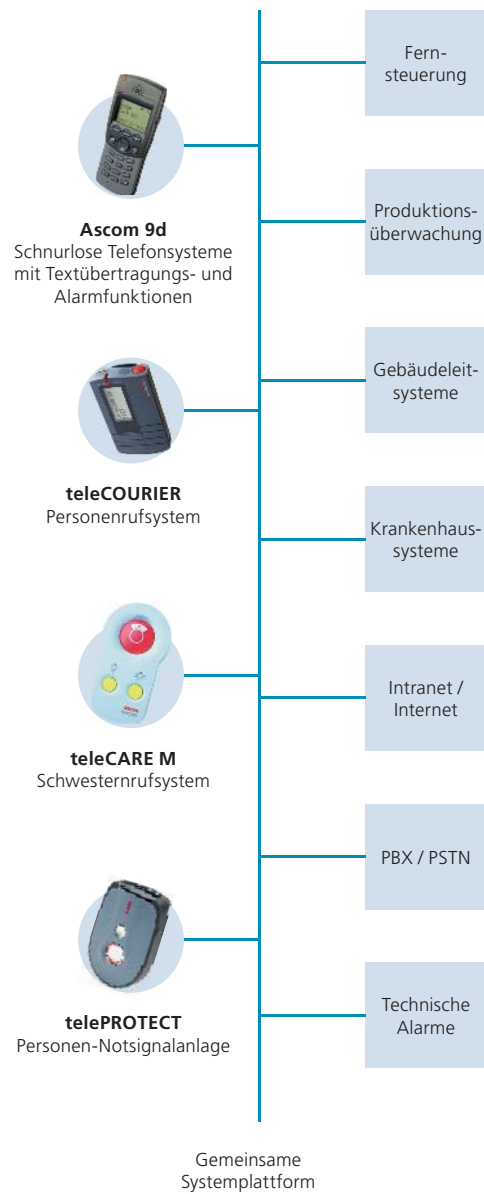 Fern-
steuerung
Ascom 9d
Schnurlose Telefonsysteme
mit Textübertragungs- und
Alarmfunktionen
Produktions-
überwachung
Gebäudeleit-
systeme
teleCOURIER
Personenrufsystem
Krankenhaus-
systeme
teleCARE M
Schwesternrufsystem
Intranet /
Internet
PBX / PSTN
telePROTECT
Personen-Notsignalanlage
Technische
Alarme
Gemeinsame
Systemplattform